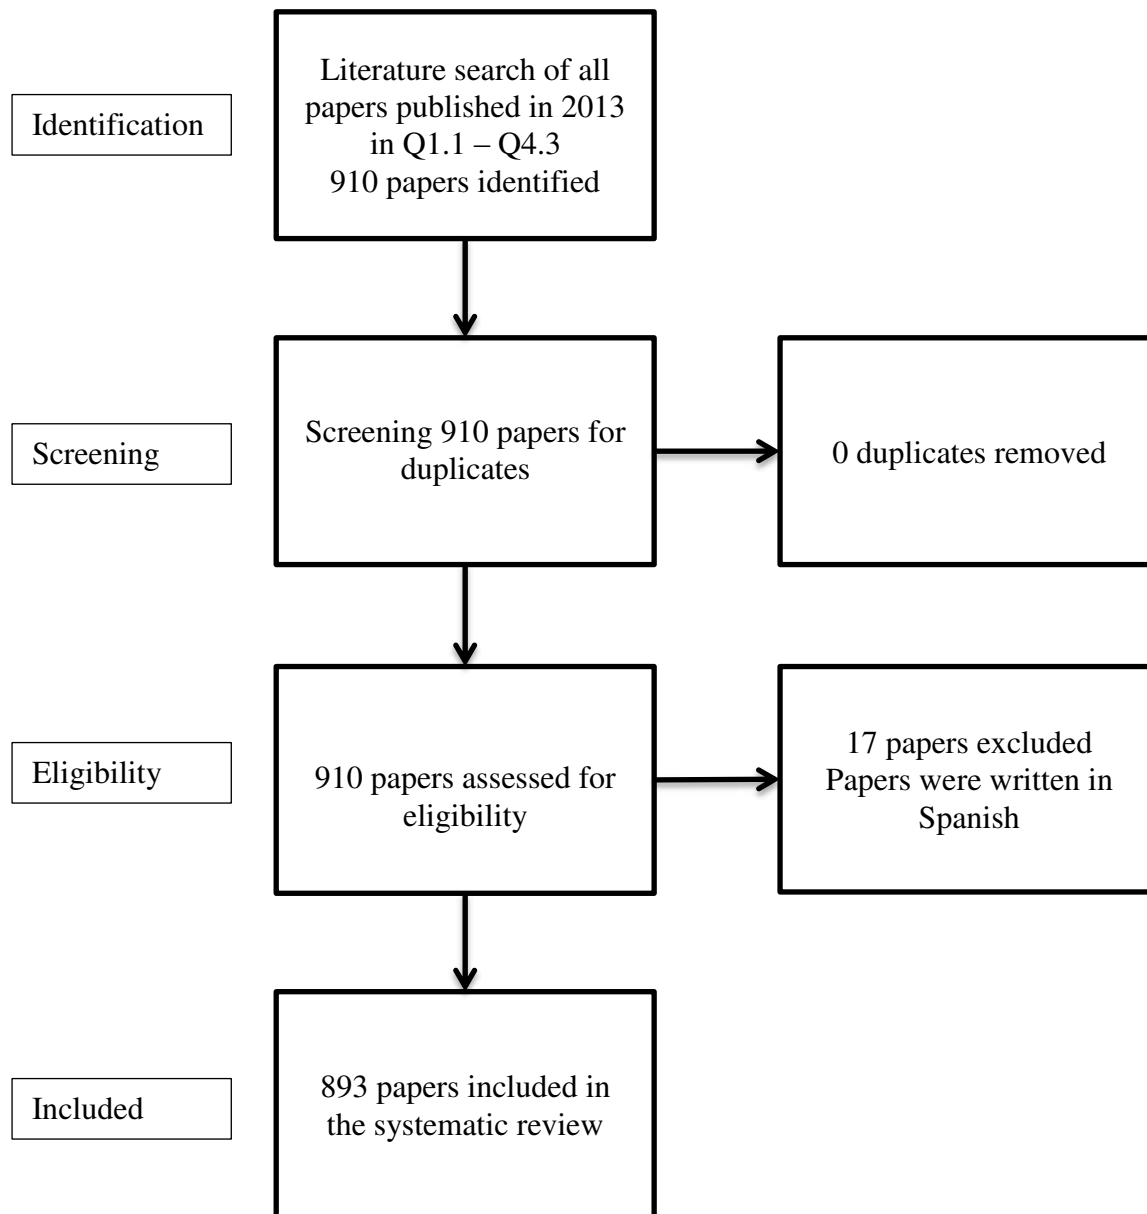 Identification
Literature search of all
papers published in 2013
in Q1.1 – Q4.3
910 papers identified
Screening
Screening 910 papers for
duplicates
0 duplicates removed
Eligibility
910 papers assessed for
eligibility
17 papers excluded
Papers were written in
Spanish
Included
893 papers included in
the systematic review